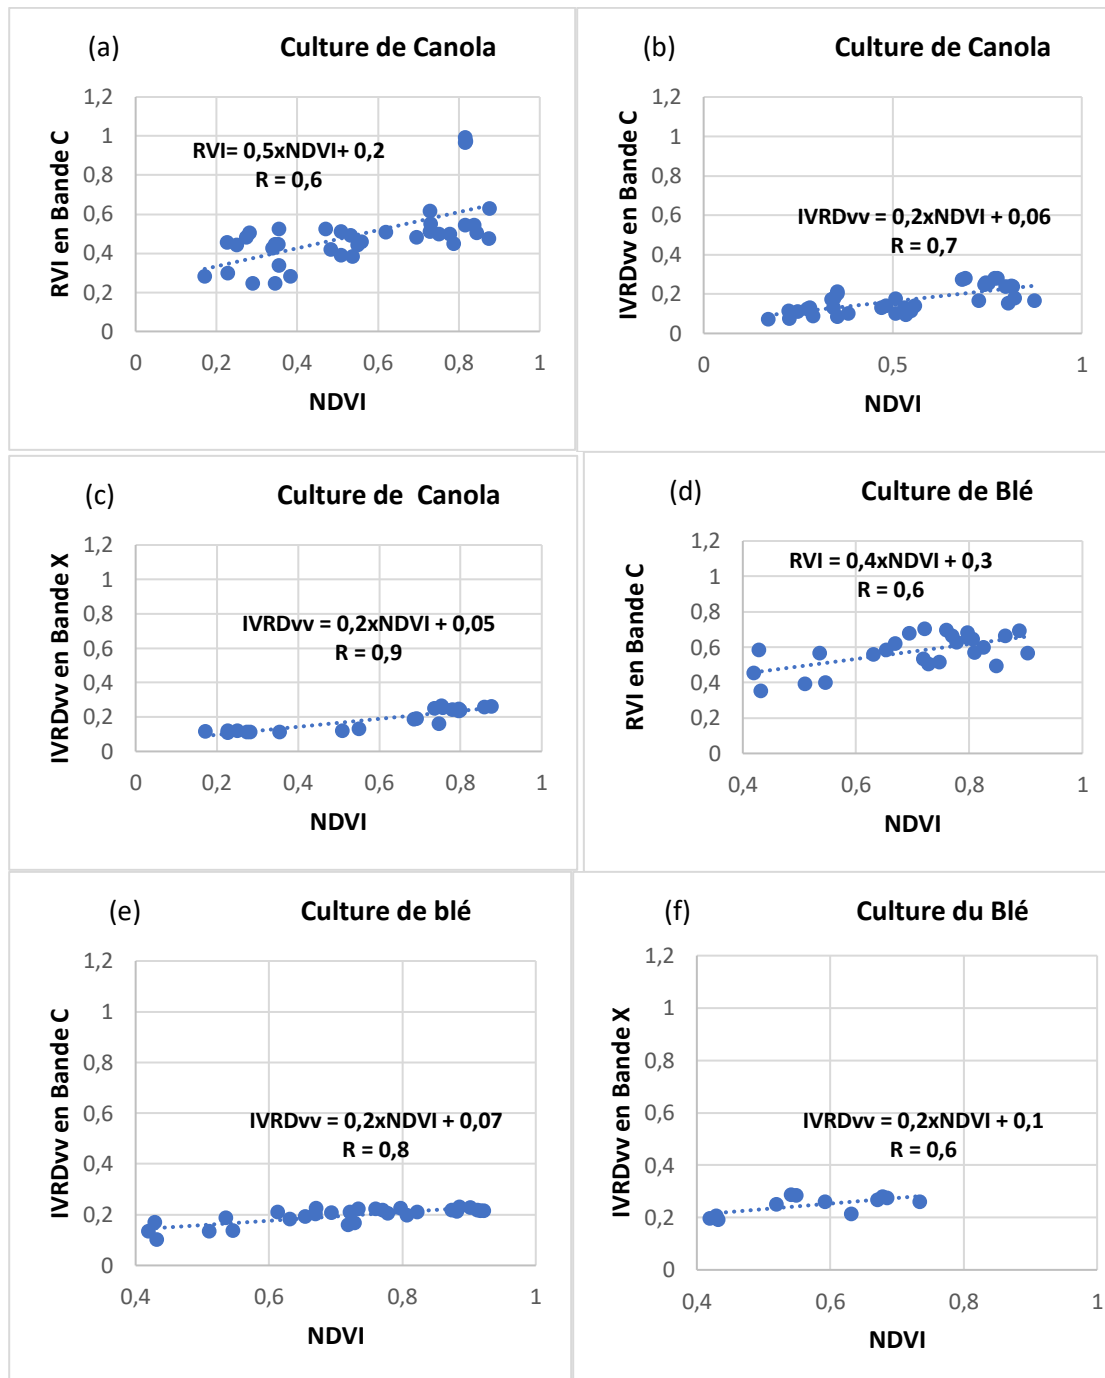 (a) Culture de Canola
RVI en Bande C
1,2
1
0,8
0,6
0,4
0,2
0
RVI= 0,5xNDVI+ 0,2
R = 0,6
0 0,2 0,4 0,6 0,8 1
NDVI
(b) Culture de Canola
IVRDvv en Bande C
1,2
1
0,8
0,6
0,4
0,2
0
IVRDvv = 0,2xNDVI + 0,06
R = 0,7
0 0,5 1
NDVI
(c) Culture de Canola
IVRDvv en Bande X
1,2
1
0,8
0,6
0,4
0,2
0
IVRDvv = 0,2xNDVI + 0,05
R = 0,9
0 0,2 0,4 0,6 0,8 1
NDVI
(d) Culture de Blé
RVI en Bande C
1,2
1
0,8
0,6
0,4
0,2
0
RVI = 0,4xNDVI + 0,3
R = 0,6
0,4 0,6 0,8 1
NDVI
(e) Culture de blé
IVRDvv en Bande C
1,2
1
0,8
0,6
0,4
0,2
0
IVRDvv = 0,2xNDVI + 0,07
R = 0,8
0,4 0,6 0,8 1
NDVI
(f) Culture du Blé
IVRDvv en Bande X
1,2
1
0,8
0,6
0,4
0,2
0
IVRDvv = 0,2xNDVI + 0,1
R = 0,6
0,4 0,6 0,8 1
NDVI